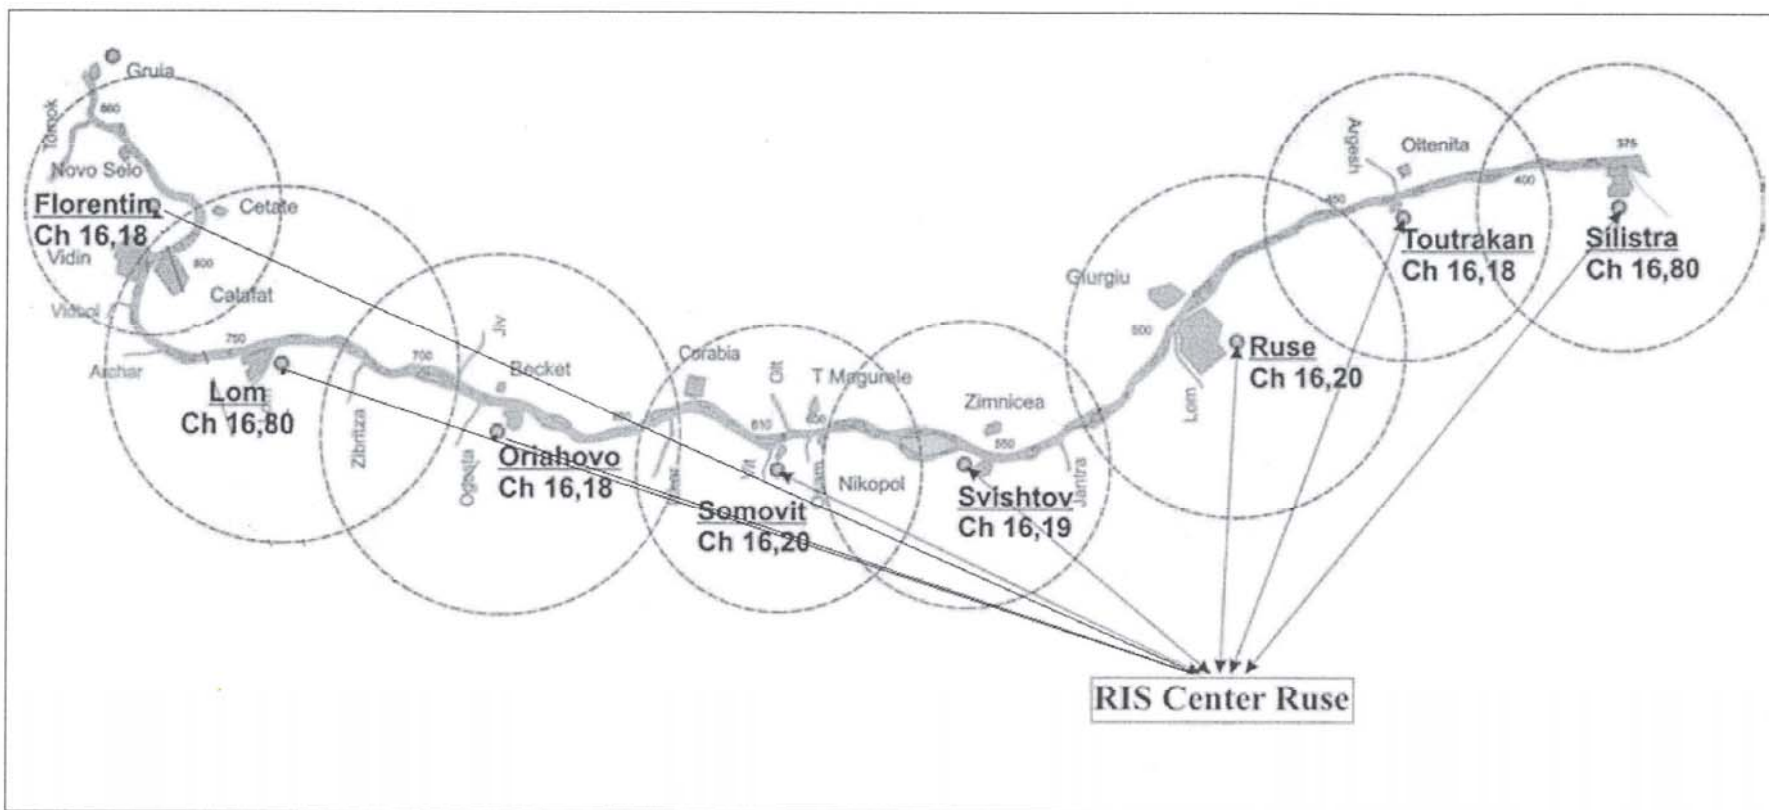 Gruia
Timok
860
Novo Selo
Florentin
Ch 16,18
Cetate
Vidin
800
Calafat
Vidbol
Archar
750
Lom
Ch 16,80
Zibritza
700
Jiv
Becket
Ogosta
Oriahovo
Ch 16,18
Corabia
Olt
T Magurele
610
Vit
Somovit
Ch 16,20
Nikopol
Zimnicea
550
Svishtov
Ch 16,19
Jantra
Giurgiu
500
Lom
Ruse
Ch 16,20
Argesh
Oltenita
450
Toutrakan
Ch 16,18
400
375
Silistra
Ch 16,80
RIS Center Ruse